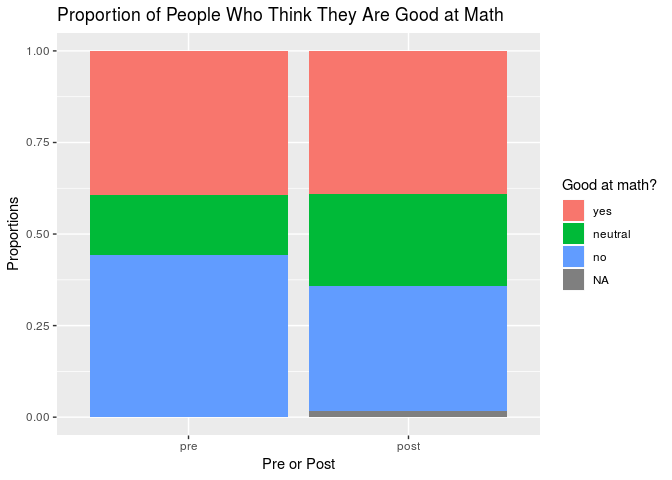 Proportion of People Who Think They Are Good at Math
1.00
0.75
0.50
0.25
0.00
Proportions
pre
post
Pre or Post
Good at math?
yes
neutral
no
NA